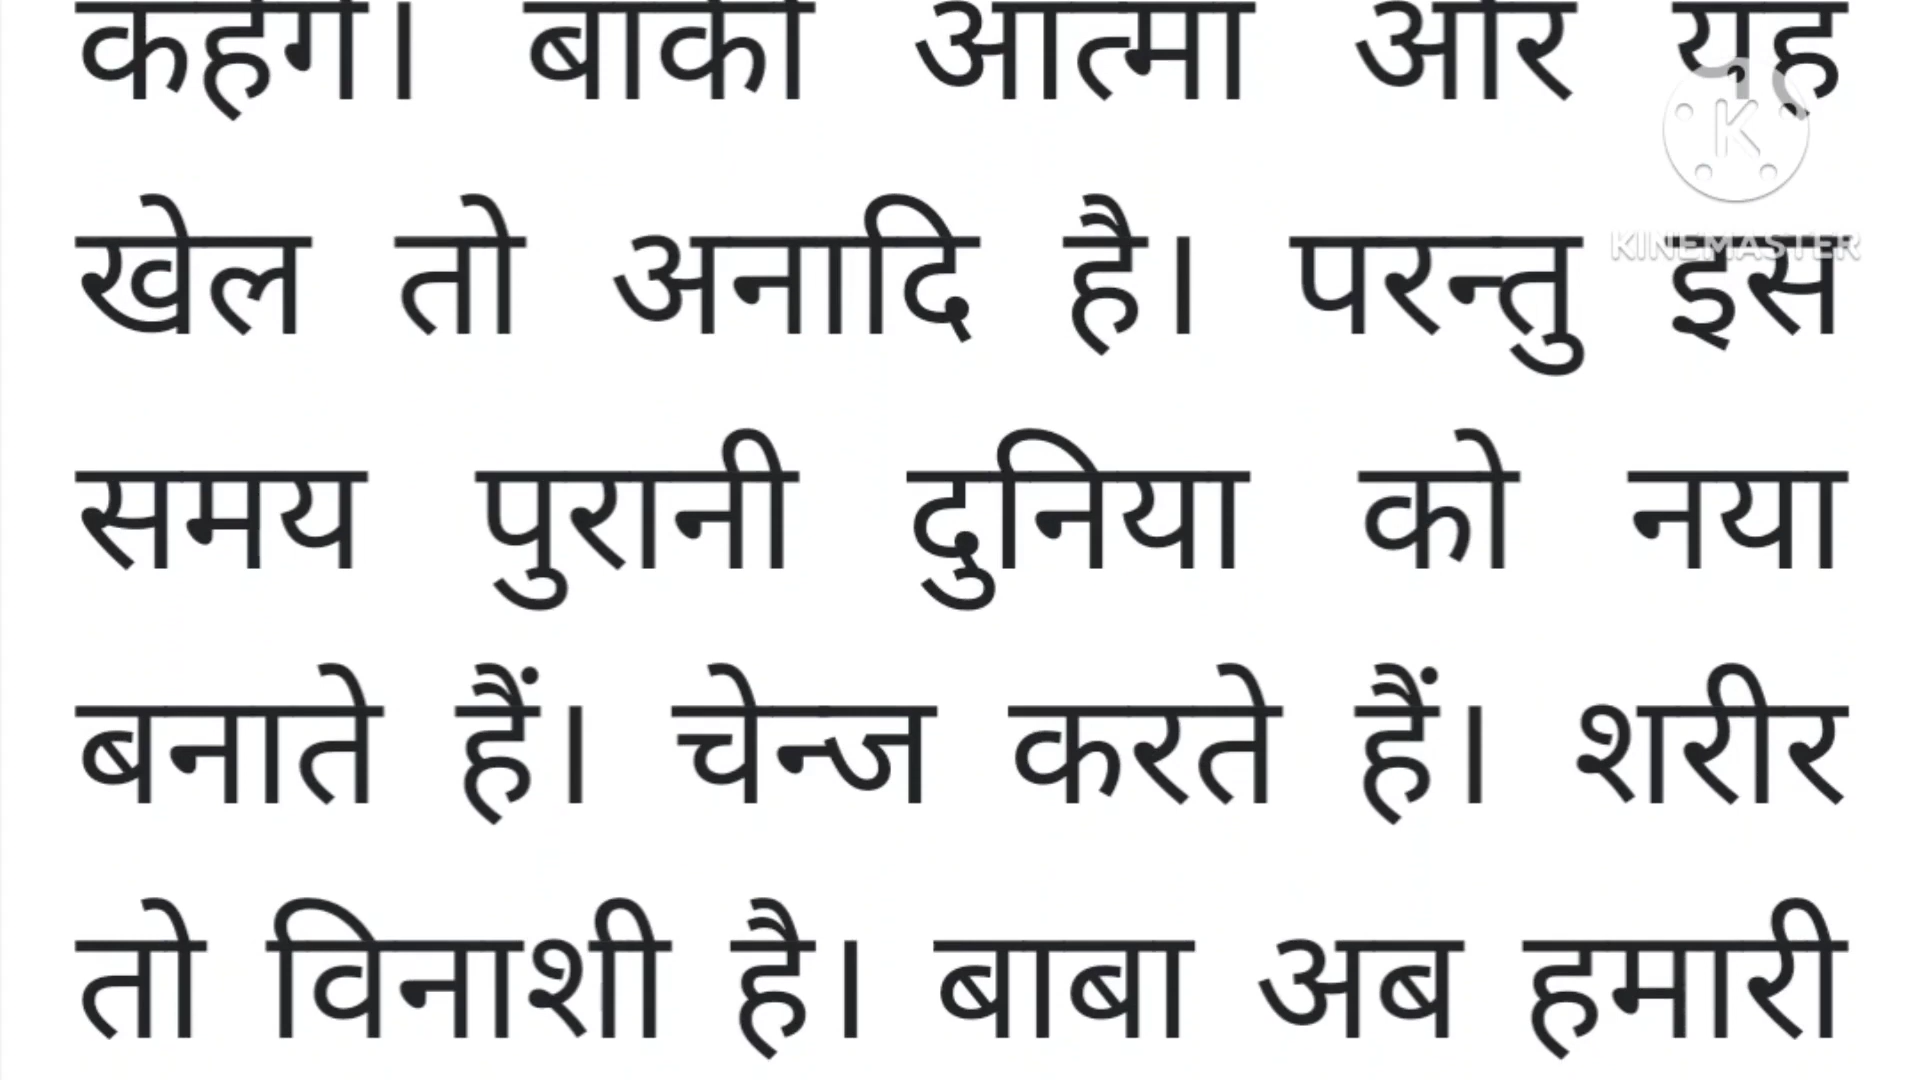 कहेंगे। बाकी आत्मा और यह
खेल तो अनादि है। परन्तु इस
समय पुरानी दुनिया को नया
बनाते हैं। चेन्ज करते हैं। शरीर
तो विनाशी है। बाबा अब हमारी
KINEMASTER